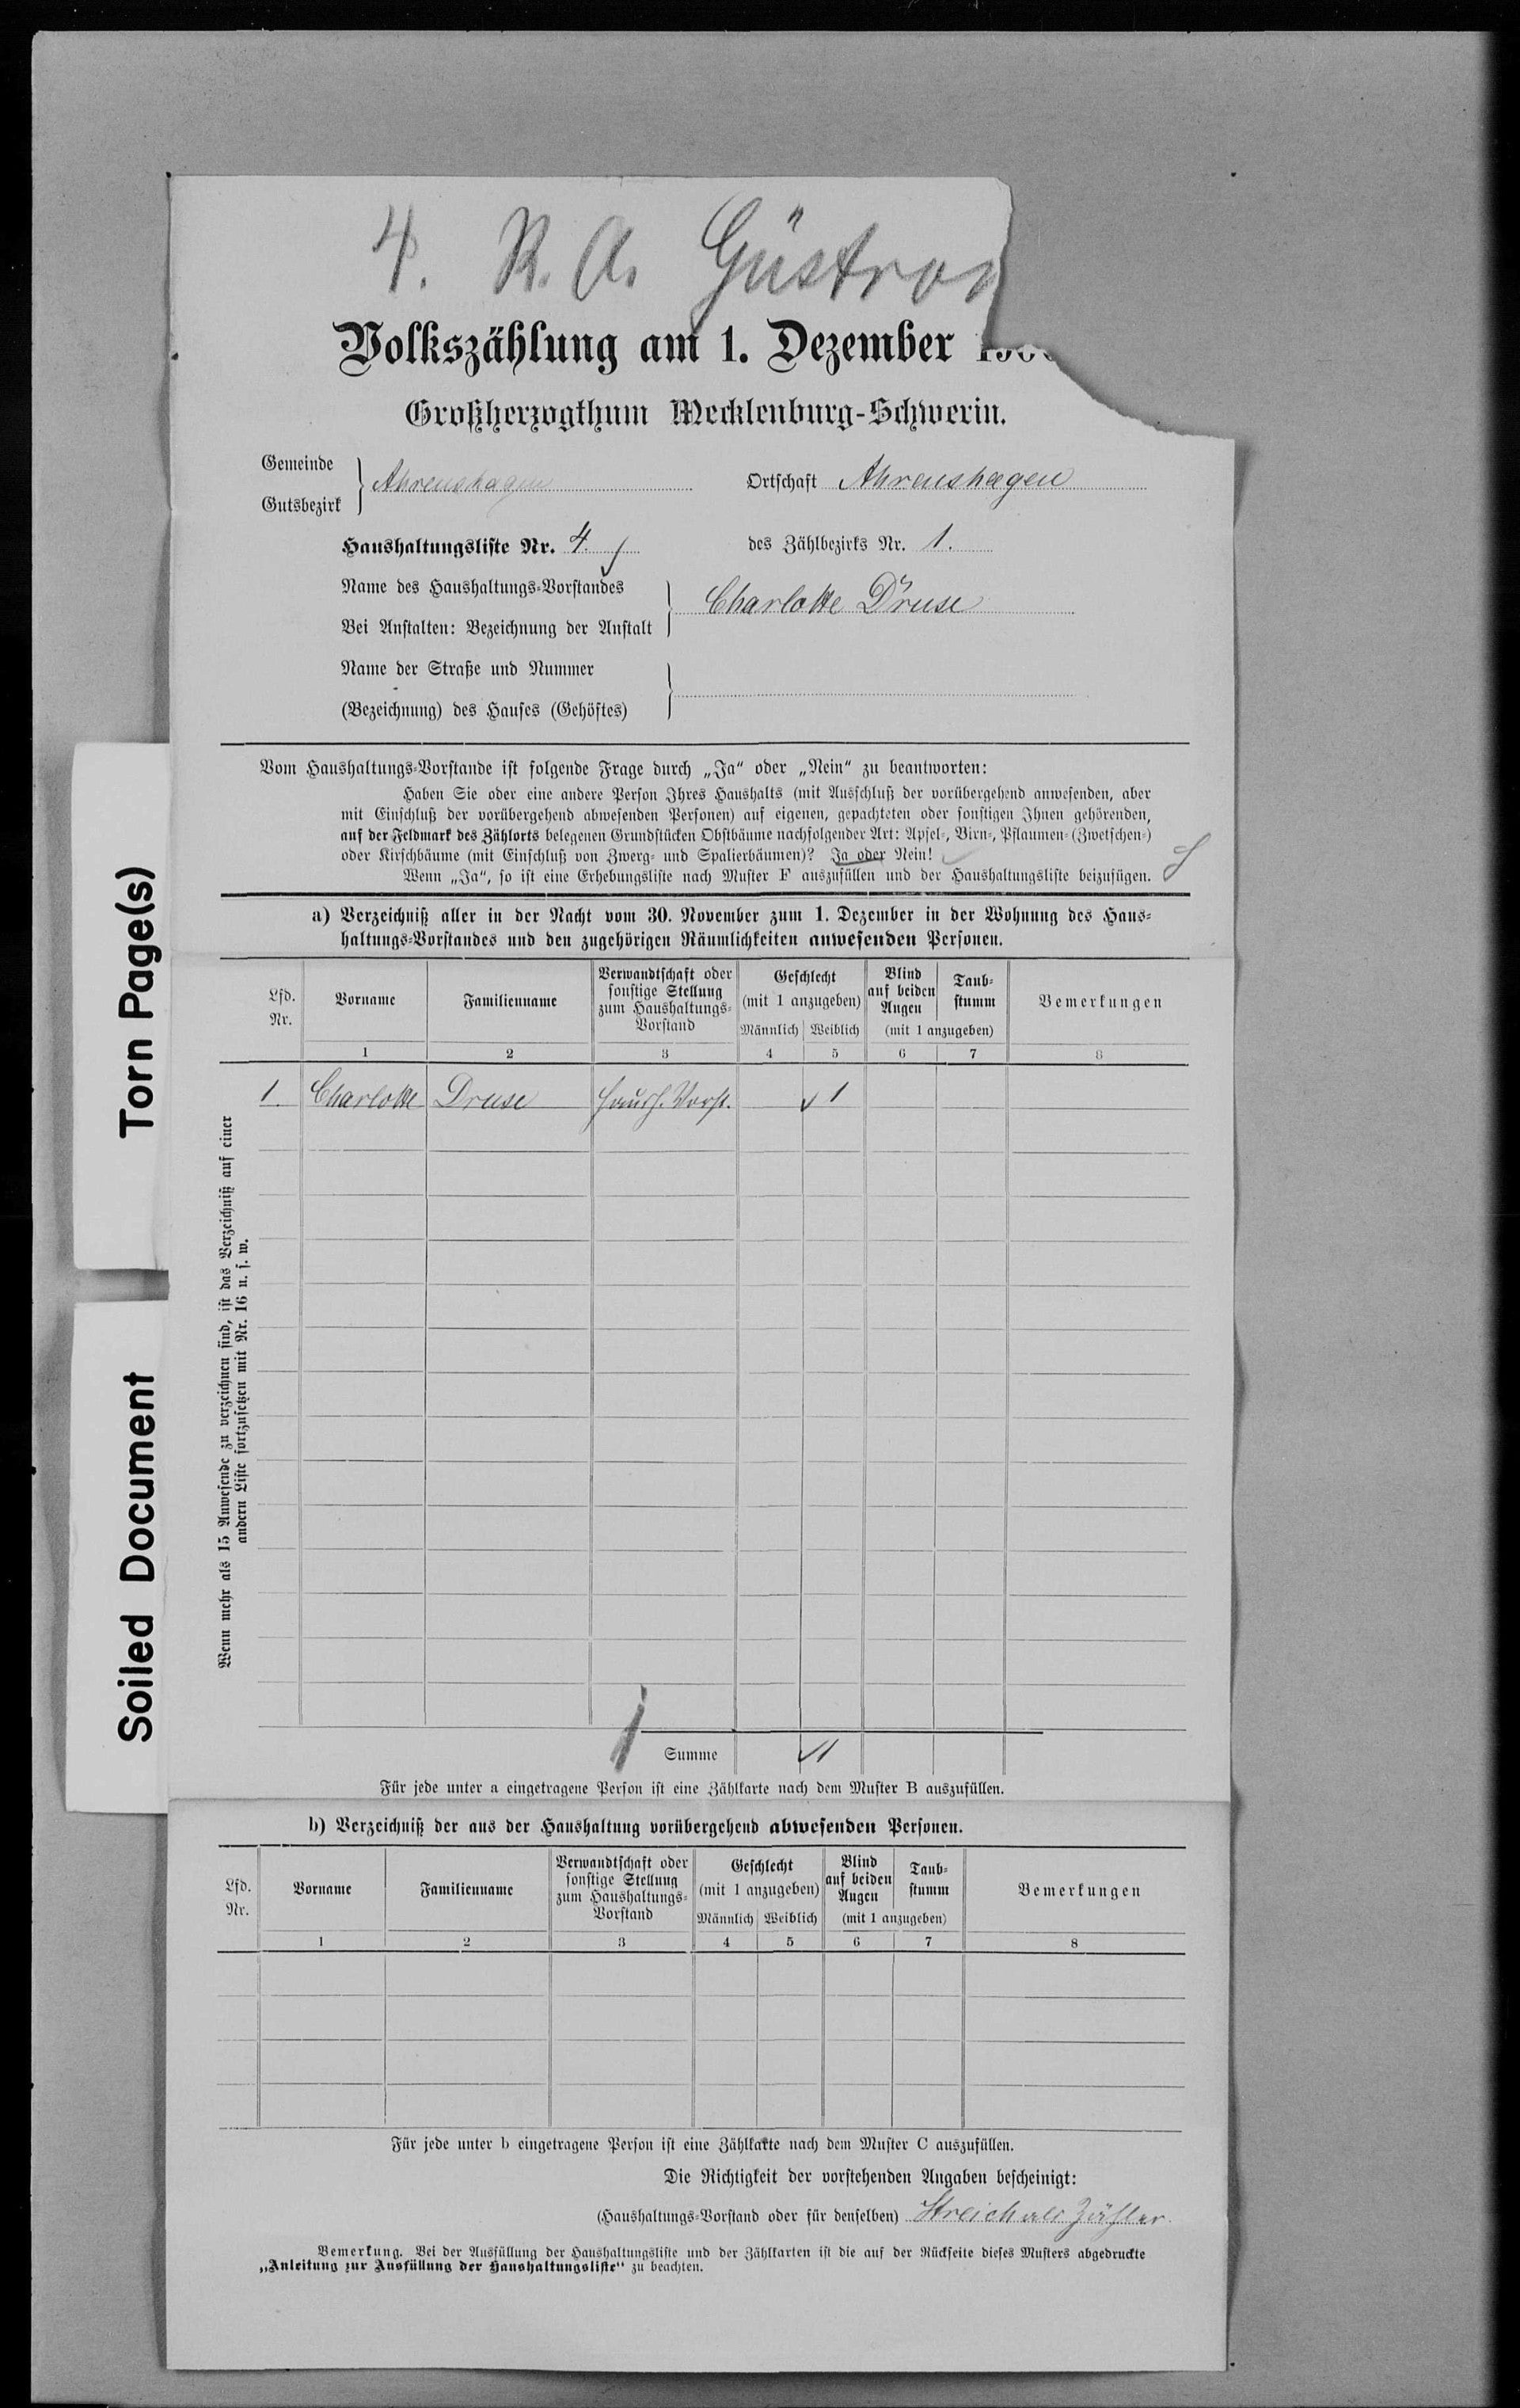 4. R. A. Güstrow
Volkszählung am 1. Dezember 1900
Großherzogthum Mecklenburg-Schwerin.
Gemeinde
Gutsbezirk
Ahrenshagen
Ortschaft Ahrenshagen
Haushaltungsliste Nr. 4.
des Zählbezirks Nr. 1.
Name des Haushaltungs-Vorstandes
Bei Anstalten: Bezeichnung der Anstalt
Charlotte Druse
Name der Straße und Nummer
(Bezeichnung) des Hauses (Gehöftes)
Vom Haushaltungs-Vorstande ist folgende Frage durch „Ja“ oder „Nein“ zu beantworten:
Haben Sie oder eine andere Person Ihres Haushalts (mit Ausschluß der vorübergehend anwesenden, aber
mit Einschluß der vorübergehend abwesenden Personen) auf eigenen, gepachteten oder sonstigen Ihnen gehörenden,
auf der Feldmark des Zählorts belegenen Grundstücken Obstbäume nachfolgender Art: Apfel-, Birn-, Pflaumen- (Zwetschen-)
oder Kirschbäume (mit Einschluß von Zwerg- und Spalierbäumen)? Ja oder Nein!
Wenn „Ja“, so ist eine Erhebungsliste nach Muster F auszufüllen und der Haushaltungsliste beizufügen.
a) Verzeichniß aller in der Nacht vom 30. November zum 1. Dezember in der Wohnung des Haus-
haltungs-Vorstandes und den zugehörigen Räumlichkeiten anwesenden Personen.
Lfd. Nr.
Vorname
Familienname
Verwandtschaft oder sonstige Stellung zum Haushaltungs-Vorstand
Geschlecht (mit 1 anzugeben)
Männlich Weiblich
Blind auf beiden Augen
Taub-stumm
(mit 1 anzugeben)
Bemerkungen
1 2 3 4 5 6 7 8
1. Charlotte Druse Haush. Vorst. 1
Summe 1
Wenn mehr als 15 Anwesende zu verzeichnen sind, ist das Verzeichniß auf einer
andern Liste fortzusetzen mit Nr. 16 u. s. w.
Für jede unter a eingetragene Person ist eine Zählkarte nach dem Muster B auszufüllen.
b) Verzeichniß der aus der Haushaltung vorübergehend abwesenden Personen.
Lfd. Nr.
Vorname
Familienname
Verwandtschaft oder sonstige Stellung zum Haushaltungs-Vorstand
Geschlecht (mit 1 anzugeben)
Männlich Weiblich
Blind auf beiden Augen
Taub-stumm
(mit 1 anzugeben)
Bemerkungen
1 2 3 4 5 6 7 8
Für jede unter b eingetragene Person ist eine Zählkarte nach dem Muster C auszufüllen.
Die Richtigkeit der vorstehenden Angaben bescheinigt:
(Haushaltungs-Vorstand oder für denselben) Streich als Zähler.
Bemerkung. Bei der Ausfüllung der Haushaltungsliste und der Zählkarten ist die auf der Rückseite dieses Musters abgedruckte
„Anleitung zur Ausfüllung der Haushaltungsliste“ zu beachten.
Torn Page(s)
Soiled Document